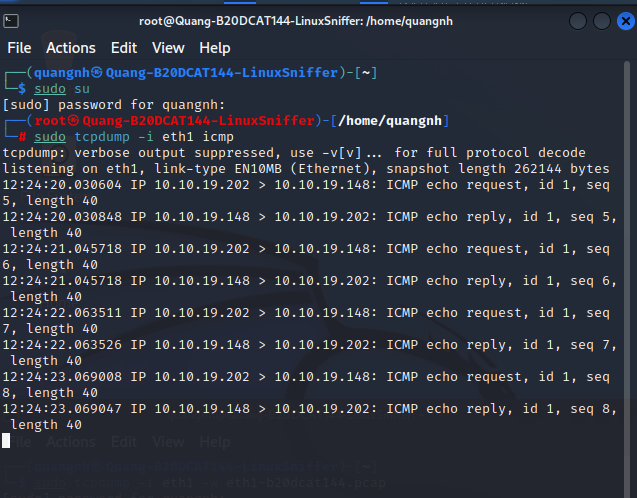 root@Quang-B20DCAT144-LinuxSniffer: /home/quangnh
File Actions Edit View Help
┌──(quangnh㉿Quang-B20DCAT144-LinuxSniffer)-[~]
└─$ sudo su
[sudo] password for quangnh:
┌──(root㉿Quang-B20DCAT144-LinuxSniffer)-[/home/quangnh]
└─# sudo tcpdump -i eth1 icmp
tcpdump: verbose output suppressed, use -v[v]... for full protocol decode
listening on eth1, link-type EN10MB (Ethernet), snapshot length 262144 bytes
12:24:20.030604 IP 10.10.19.202 > 10.10.19.148: ICMP echo request, id 1, seq
5, length 40
12:24:20.030848 IP 10.10.19.148 > 10.10.19.202: ICMP echo reply, id 1, seq 5,
length 40
12:24:21.045718 IP 10.10.19.202 > 10.10.19.148: ICMP echo request, id 1, seq
6, length 40
12:24:21.045718 IP 10.10.19.148 > 10.10.19.202: ICMP echo reply, id 1, seq 6,
length 40
12:24:22.063511 IP 10.10.19.202 > 10.10.19.148: ICMP echo request, id 1, seq
7, length 40
12:24:22.063526 IP 10.10.19.148 > 10.10.19.202: ICMP echo reply, id 1, seq 7,
length 40
12:24:23.069008 IP 10.10.19.202 > 10.10.19.148: ICMP echo request, id 1, seq
8, length 40
12:24:23.069047 IP 10.10.19.148 > 10.10.19.202: ICMP echo reply, id 1, seq 8,
length 40
File Actions Edit View Help